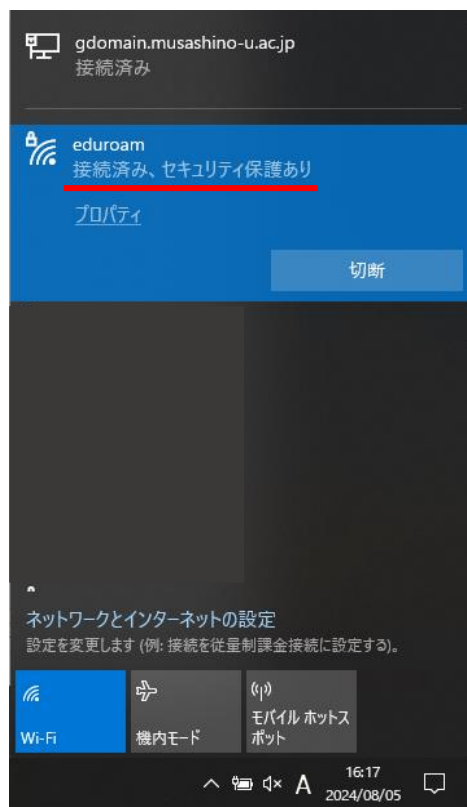 gdomain.musashino-u.ac.jp
接続済み
eduroam
接続済み、セキュリティ保護あり
プロパティ
切断
ネットワークとインターネットの設定
設定を変更します (例: 接続を従量制課金接続に設定する)。
Wi-Fi
機内モード
モバイル ホットス
ポット
A
16:17
2024/08/05